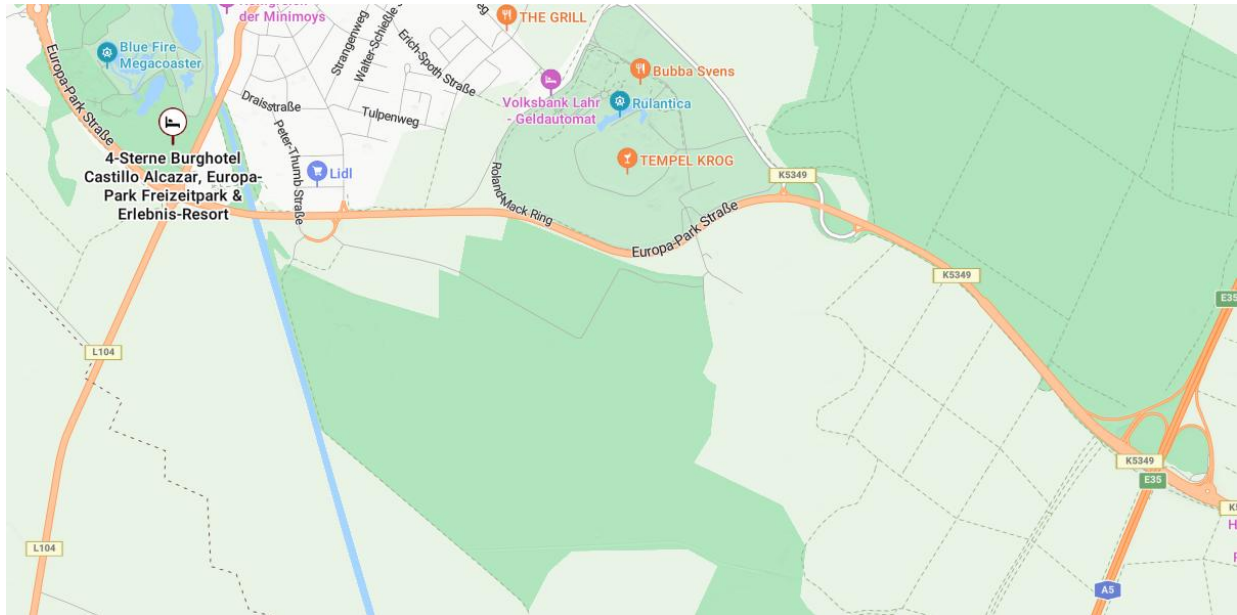 der Minimoys
THE GRILL
Blue Fire
Megacoaster
Europa-Park Straße
Strangenweg
Walter-Schieße
Erich-Spoth Straße
Bubba Svens
Volksbank Lahr
- Geldautomat
Rulantica
Draisstraße
Tulpenweg
Peter-Thumb Straße
Lidl
TEMPEL KROG
4-Sterne Burghotel
Castillo Alcazar, Europa-
Park Freizeitpark &
Erlebnis-Resort
Roland-Mack Ring
K5349
Europa-Park Straße
K5349
E35
L104
K5349
E35
L104
A5